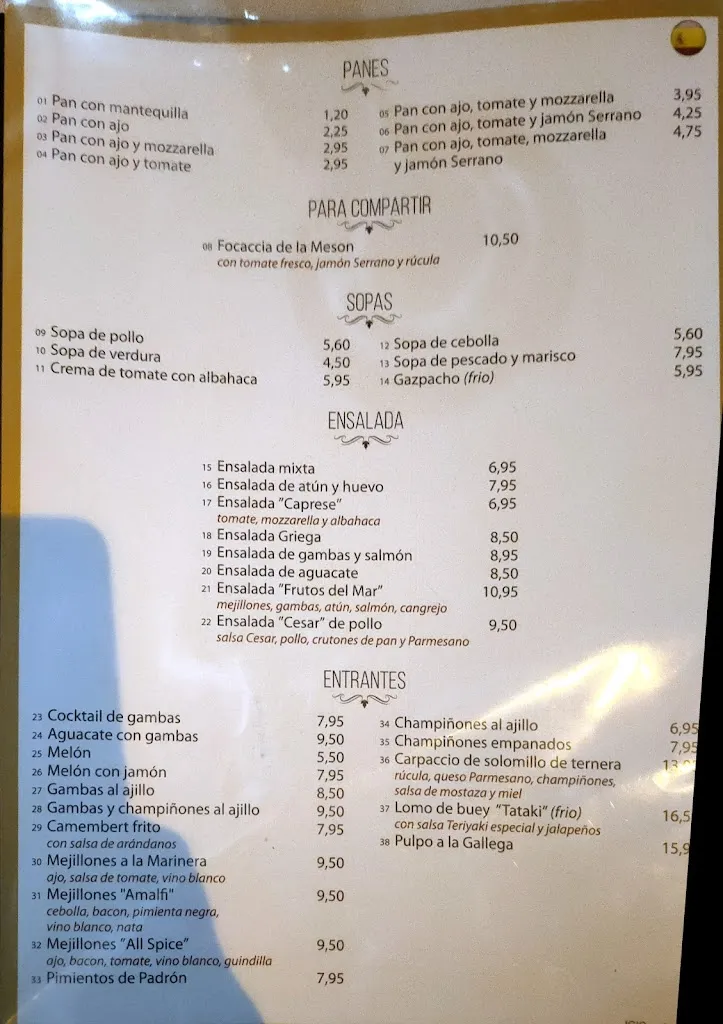 PANES
01 Pan con mantequilla 1,20
02 Pan con ajo 2,25
03 Pan con ajo y mozzarella 2,95
04 Pan con ajo y tomate 2,95
05 Pan con ajo, tomate y mozzarella 3,95
06 Pan con ajo, tomate y jamón Serrano 4,25
07 Pan con ajo, tomate, mozzarella 4,75
y jamón Serrano
PARA COMPARTIR
08 Focaccia de la Meson 10,50
con tomate fresco, jamón Serrano y rúcula
SOPAS
09 Sopa de pollo 5,60
10 Sopa de verdura 4,50
11 Crema de tomate con albahaca 5,95
12 Sopa de cebolla 5,60
13 Sopa de pescado y marisco 7,95
14 Gazpacho (frio) 5,95
ENSALADA
15 Ensalada mixta 6,95
16 Ensalada de atún y huevo 7,95
17 Ensalada "Caprese" 6,95
tomate, mozzarella y albahaca
18 Ensalada Griega 8,50
19 Ensalada de gambas y salmón 8,95
20 Ensalada de aguacate 8,50
21 Ensalada "Frutos del Mar" 10,95
mejillones, gambas, atún, salmón, cangrejo
22 Ensalada "Cesar" de pollo 9,50
salsa Cesar, pollo, crutones de pan y Parmesano
ENTRANTES
23 Cocktail de gambas 7,95
24 Aguacate con gambas 9,50
25 Melón 5,50
26 Melón con jamón 7,95
27 Gambas al ajillo 8,50
28 Gambas y champiñones al ajillo 9,50
29 Camembert frito 7,95
con salsa de arándanos
30 Mejillones a la Marinera 9,50
ajo, salsa de tomate, vino blanco
31 Mejillones "Amalfi" 9,50
cebolla, bacon, pimienta negra,
vino blanco, nata
32 Mejillones "All Spice" 9,50
ajo, bacon, tomate, vino blanco, guindilla
33 Pimientos de Padrón 7,95
34 Champiñones al ajillo 6,95
35 Champiñones empanados 7,95
36 Carpaccio de solomillo de ternera
rúcula, queso Parmesano, champiñones,
salsa de mostaza y miel
37 Lomo de buey "Tataki" (frio) 16,5
con salsa Teriyaki especial y jalapeños
38 Pulpo a la Gallega 15,9